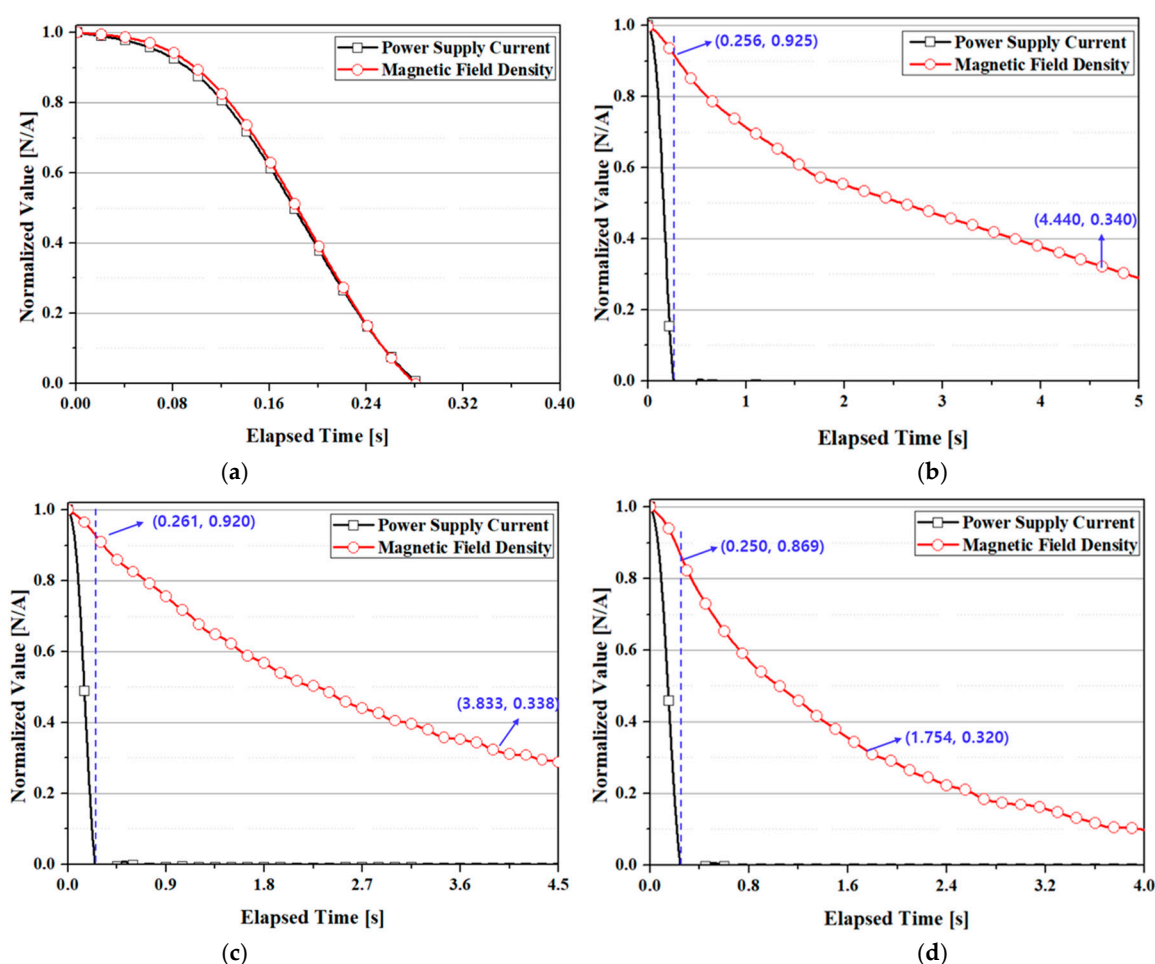 1.0
0.8
0.6
0.4
0.2
0.0
Normalized Value [N/A]
Power Supply Current
Magnetic Field Density
0.00 0.08 0.16 0.24 0.32 0.40
Elapsed Time [s]
(a)
1.0
0.8
0.6
0.4
0.2
0.0
Normalized Value [N/A]
(0.256, 0.925)
Power Supply Current
Magnetic Field Density
(4.440, 0.340)
0 1 2 3 4 5
Elapsed Time [s]
(b)
1.0
0.8
0.6
0.4
0.2
0.0
Normalized Value [N/A]
(0.261, 0.920)
Power Supply Current
Magnetic Field Density
(3.833, 0.338)
0.0 0.9 1.8 2.7 3.6 4.5
Elapsed Time [s]
(c)
1.0
0.8
0.6
0.4
0.2
0.0
Normalized Value [N/A]
Power Supply Current
Magnetic Field Density
(0.250, 0.869)
(1.754, 0.320)
0.0 0.8 1.6 2.4 3.2 4.0
Elapsed Time [s]
(d)